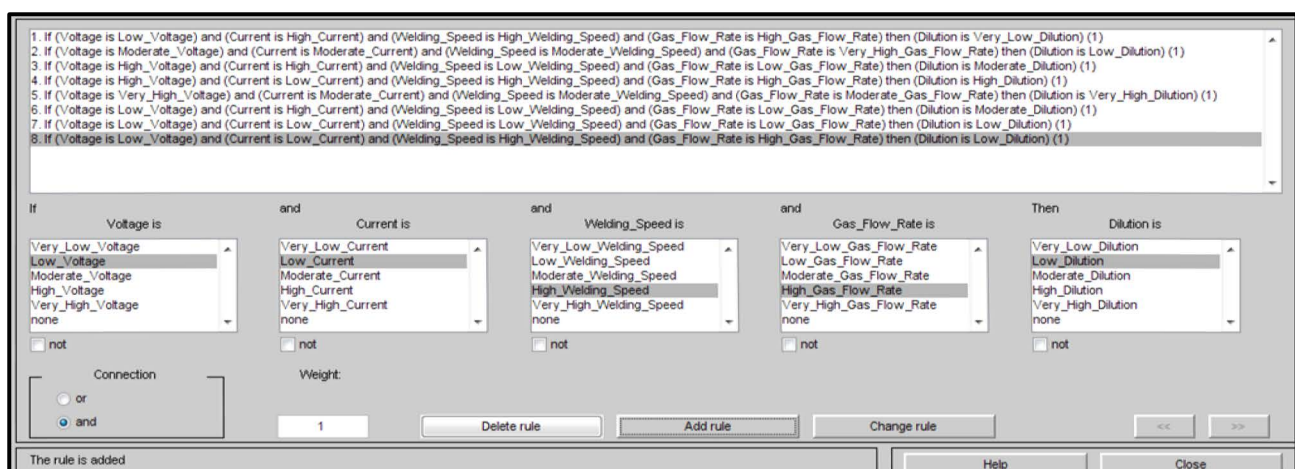 1. If (Voltage is Low_Voltage) and (Current is High_Current) and (Welding_Speed is High_Welding_Speed) and (Gas_Flow_Rate is High_Gas_Flow_Rate) then (Dilution is Very_Low_Dilution) (1)
2. If (Voltage is Moderate_Voltage) and (Current is Moderate_Current) and (Welding_Speed is Moderate_Welding_Speed) and (Gas_Flow_Rate is Very_High_Gas_Flow_Rate) then (Dilution is Low_Dilution) (1)
3. If (Voltage is High_Voltage) and (Current is High_Current) and (Welding_Speed is Low_Welding_Speed) and (Gas_Flow_Rate is Low_Gas_Flow_Rate) then (Dilution is Moderate_Dilution) (1)
4. If (Voltage is High_Voltage) and (Current is Low_Current) and (Welding_Speed is High_Welding_Speed) and (Gas_Flow_Rate is High_Gas_Flow_Rate) then (Dilution is High_Dilution) (1)
5. If (Voltage is Very_High_Voltage) and (Current is Moderate_Current) and (Welding_Speed is Moderate_Welding_Speed) and (Gas_Flow_Rate is Moderate_Gas_Flow_Rate) then (Dilution is Very_High_Dilution) (1)
6. If (Voltage is Low_Voltage) and (Current is High_Current) and (Welding_Speed is Low_Welding_Speed) and (Gas_Flow_Rate is Low_Gas_Flow_Rate) then (Dilution is Moderate_Dilution) (1)
7. If (Voltage is Low_Voltage) and (Current is Low_Current) and (Welding_Speed is Low_Welding_Speed) and (Gas_Flow_Rate is Low_Gas_Flow_Rate) then (Dilution is Low_Dilution) (1)
8. If (Voltage is Low_Voltage) and (Current is Low_Current) and (Welding_Speed is High_Welding_Speed) and (Gas_Flow_Rate is High_Gas_Flow_Rate) then (Dilution is Low_Dilution) (1)
If and and and Then
Voltage is Current is Welding_Speed is Gas_Flow_Rate is Dilution is
Very_Low_Voltage Very_Low_Current Very_Low_Welding_Speed Very_Low_Gas_Flow_Rate Very_Low_Dilution
Low_Voltage Low_Current Low_Welding_Speed Low_Gas_Flow_Rate Low_Dilution
Moderate_Voltage Moderate_Current Moderate_Welding_Speed Moderate_Gas_Flow_Rate Moderate_Dilution
High_Voltage High_Current High_Welding_Speed High_Gas_Flow_Rate High_Dilution
Very_High_Voltage Very_High_Current Very_High_Welding_Speed Very_High_Gas_Flow_Rate Very_High_Dilution
none none none none none
not not not not not
Connection Weight:
or
and 1 Delete rule Add rule Change rule << >>
The rule is added Help Close